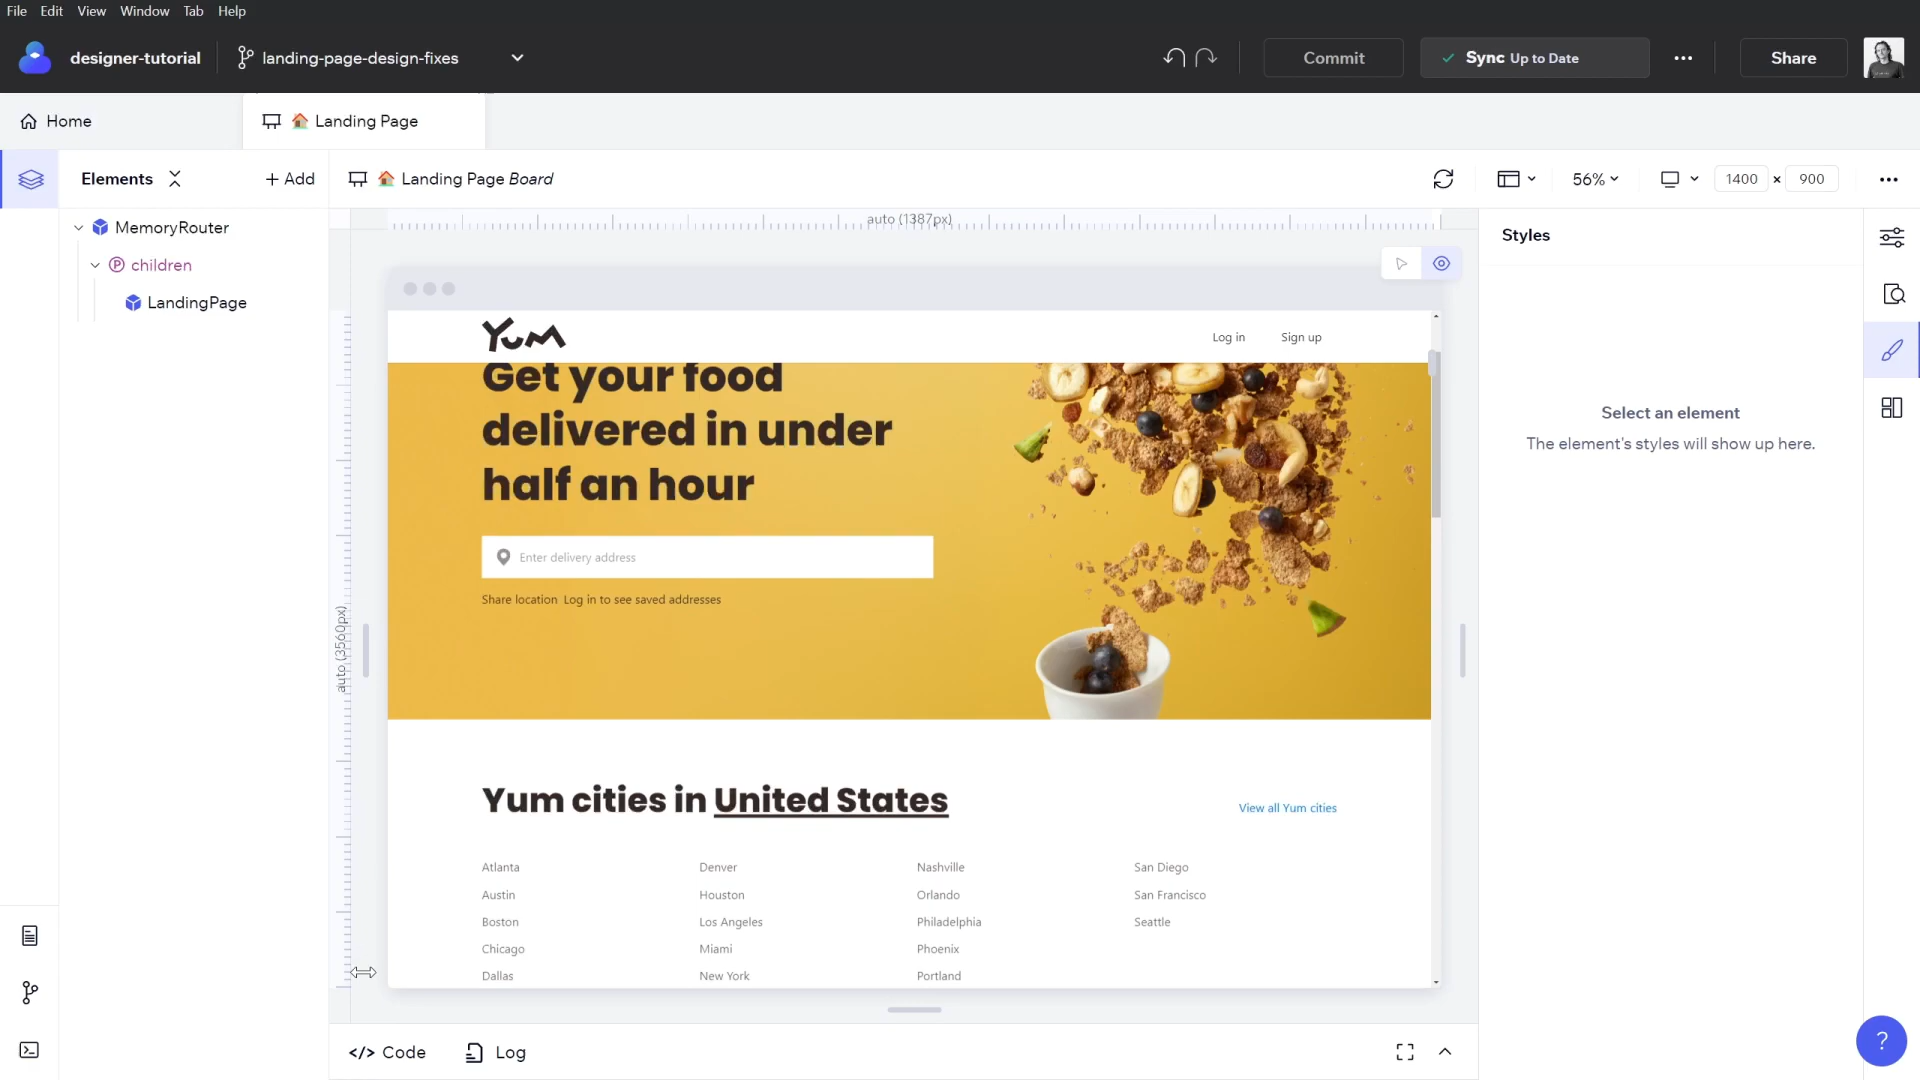 File Edit View Window Tab Help
designer-tutorial landing-page-design-fixes Commit Sync Up to Date Share
Home Landing Page
Elements + Add Landing Page Board 56% 1400 × 900
MemoryRouter
children
LandingPage
auto (1387px)
auto (3560px)
Styles
Select an element
The element's styles will show up here.
Yum Log in Sign up
Get your food
delivered in under
half an hour
Enter delivery address
Share location Log in to see saved addresses
Yum cities in United States
View all Yum cities
Atlanta Denver Nashville San Diego
Austin Houston Orlando San Francisco
Boston Los Angeles Philadelphia Seattle
Chicago Miami Phoenix
Dallas New York Portland
</> Code Log
?